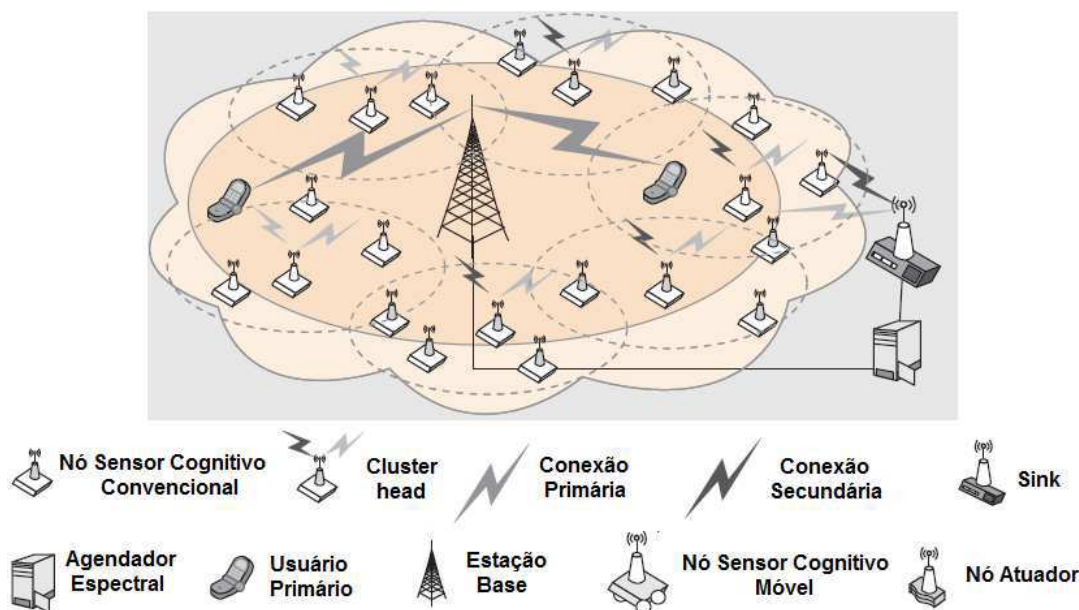 Nó Sensor Cognitivo
Convencional
Cluster
head
Conexão
Primária
Conexão
Secundária
Sink
Agendador
Espectral
Usuário
Primário
Estação
Base
Nó Sensor Cognitivo
Móvel
Nó Atuador